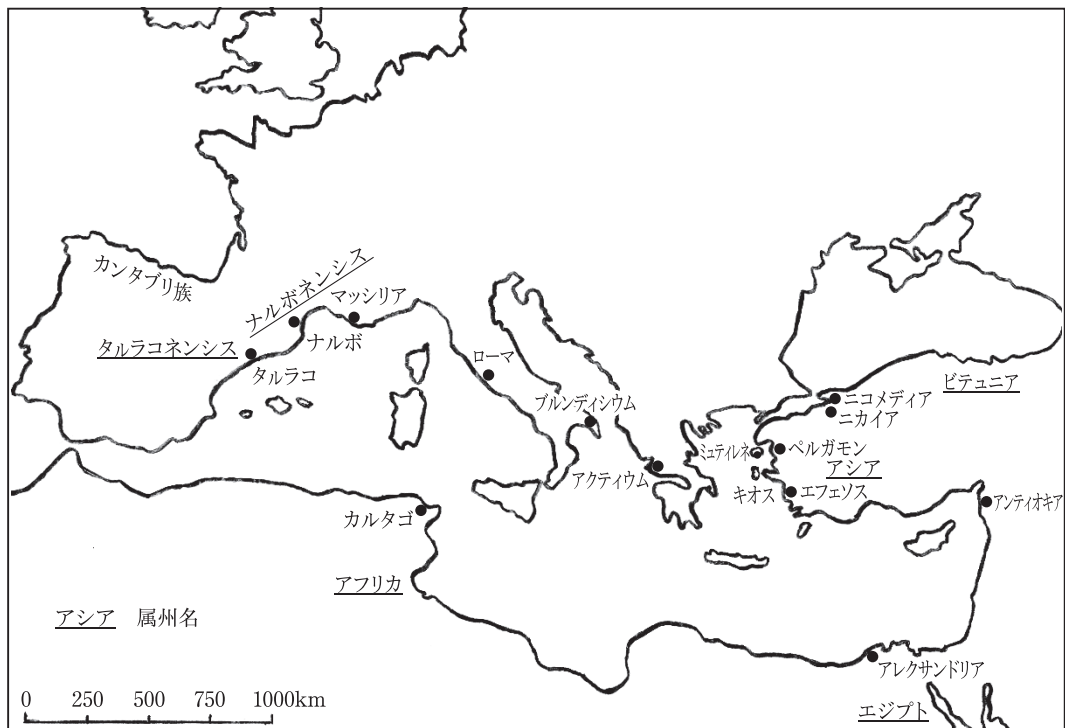 カンタブリ族
ナルボネンシス
マッシリア
ナルボ
タルラコネンシス
タルラコ
ローマ
ブルンディシウム
アクティウム
ビテュニア
ニコメディア
ニカイア
ミュティレネ
ペルガモン
アシア
キオス
エフェソス
アンティオキア
カルタゴ
アフリカ
アレクサンドリア
エジプト
アシア 属州名
0 250 500 750 1000km